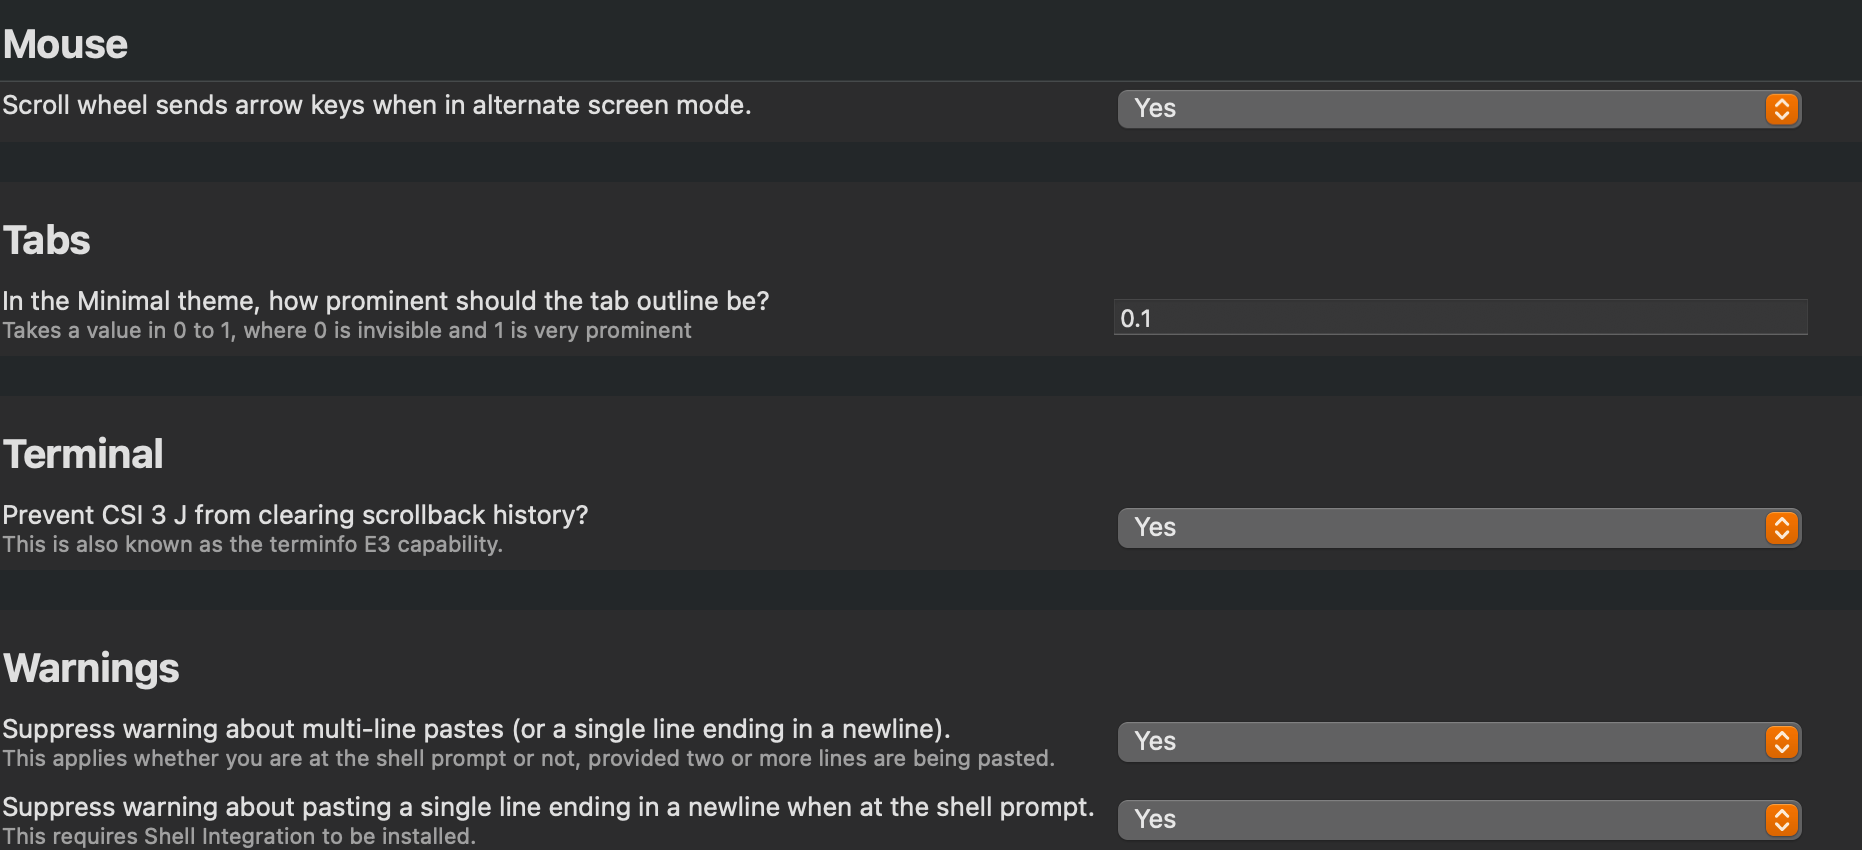 Mouse
Scroll wheel sends arrow keys when in alternate screen mode.
Yes
Tabs
In the Minimal theme, how prominent should the tab outline be?
Takes a value in 0 to 1, where 0 is invisible and 1 is very prominent
0.1
Terminal
Prevent CSI 3 J from clearing scrollback history?
This is also known as the terminfo E3 capability.
Yes
Warnings
Suppress warning about multi-line pastes (or a single line ending in a newline).
This applies whether you are at the shell prompt or not, provided two or more lines are being pasted.
Yes
Suppress warning about pasting a single line ending in a newline when at the shell prompt.
This requires Shell Integration to be installed.
Yes